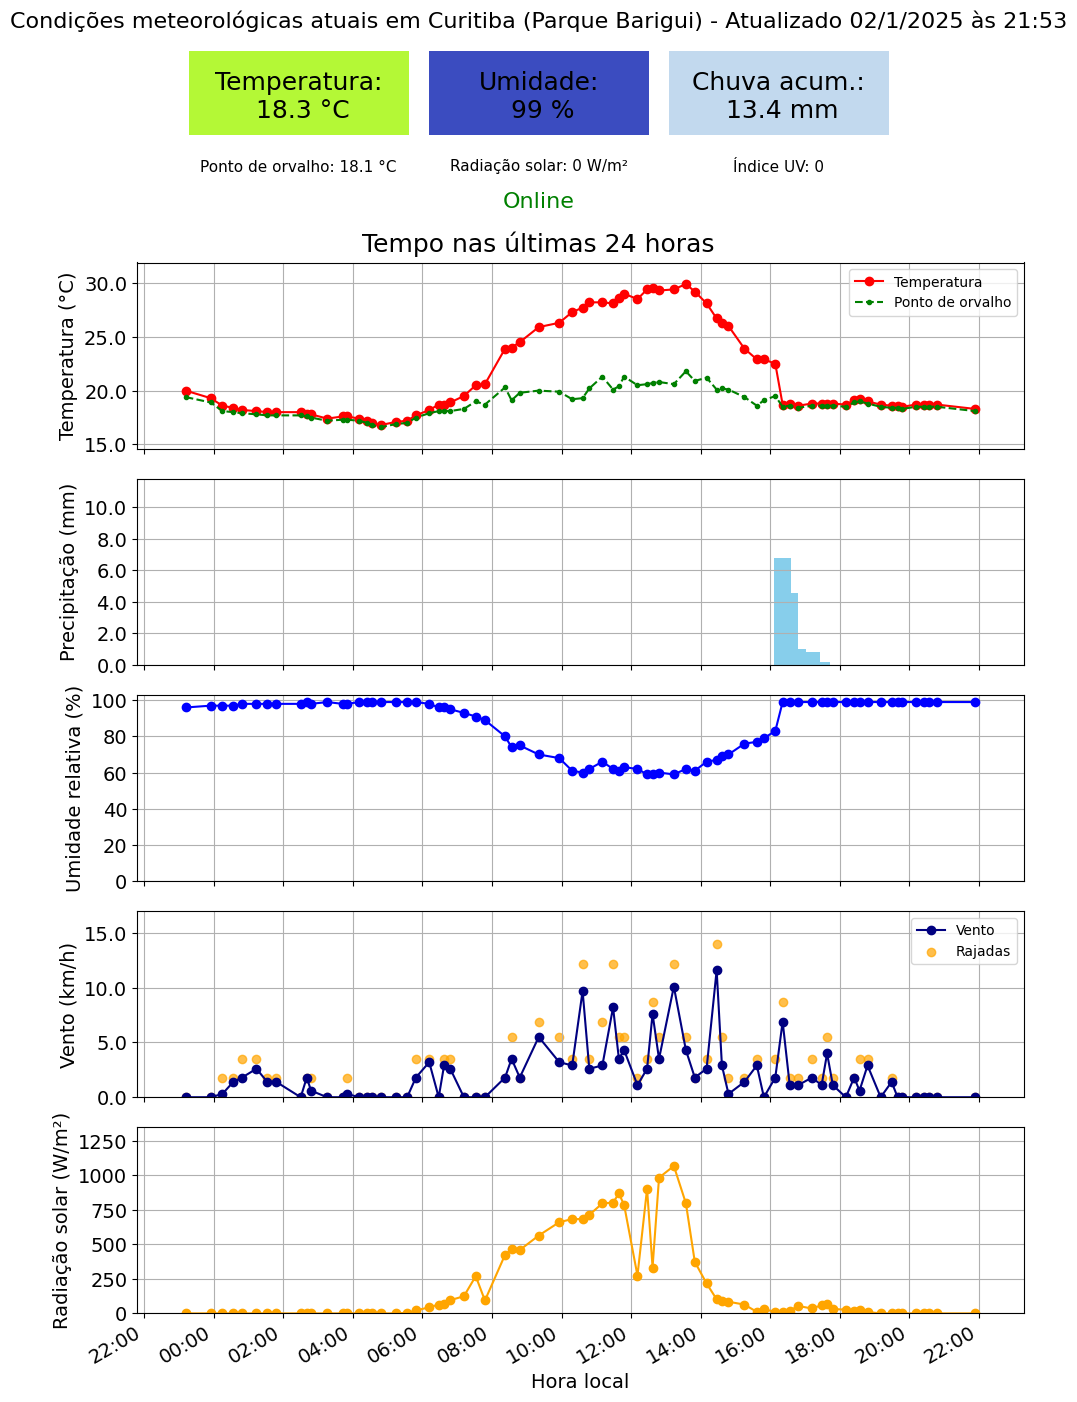 Condições meteorológicas atuais em Curitiba (Parque Barigui) - Atualizado 02/1/2025 às 21:53
Temperatura:
18.3 °C
Umidade:
99 %
Chuva acum.:
13.4 mm
Ponto de orvalho: 18.1 °C
Radiação solar: 0 W/m²
Índice UV: 0
Online
Tempo nas últimas 24 horas
Temperatura (°C)
30.0
25.0
20.0
15.0
Temperatura
Ponto de orvalho
Precipitação (mm)
10.0
8.0
6.0
4.0
2.0
0.0
Umidade relativa (%)
100
80
60
40
20
0
Vento (km/h)
15.0
10.0
5.0
0.0
Vento
Rajadas
Radiação solar (W/m²)
1250
1000
750
500
250
0
22:00
00:00
02:00
04:00
06:00
08:00
10:00
12:00
14:00
16:00
18:00
20:00
22:00
Hora local